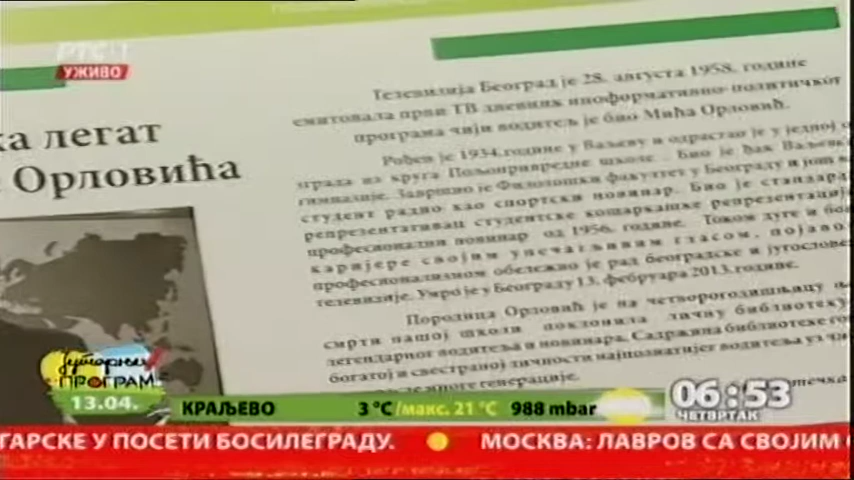 РТС 1
УЖИВО
ка легат
Орловића
Телевизија Београд је 28. августа 1958. године
емитовала први ТВ дневник инофармативно-политичког
програма чији водитељ је био Мића Орловић.
Рођен је 1934.године у Ваљеву и одрастао је у једној
зграда из круга Пољопривредне школе . Био је ђак Ваљевске
гимназије. Завршио је Филолошки факултет у Београду и још као
студент радио као спортски новинар. Био је стандардни
репрезентативац студентске кошаркашке репрезентације
професионални новинар од 1956. године. Током дуге и
каријере својим упечатљивим гласом,
професионализмом обележио је рад београдске и југословенске
телевизије. Умро је у Београду 13. фебруара 2013.године.
Породица Орловић је на четворогодишњицу
смрти нашој школи поклонила личну библиотеку
легендарног водитеља и новинара. Садржина библиотеке
богатој и свестраној личности најпознатијег водитеља уз
многе генерације.
Јутарњи
ПРОГРАМ
13.04.
КРАЉЕВО 3 °C/макс. 21 °C 988 mbar
06:53
ЧЕТВРТАК
ГАРСКЕ У ПОСЕТИ БОСИЛЕГРАДУ. МОСКВА: ЛАВРОВ СА СВОЈИМ